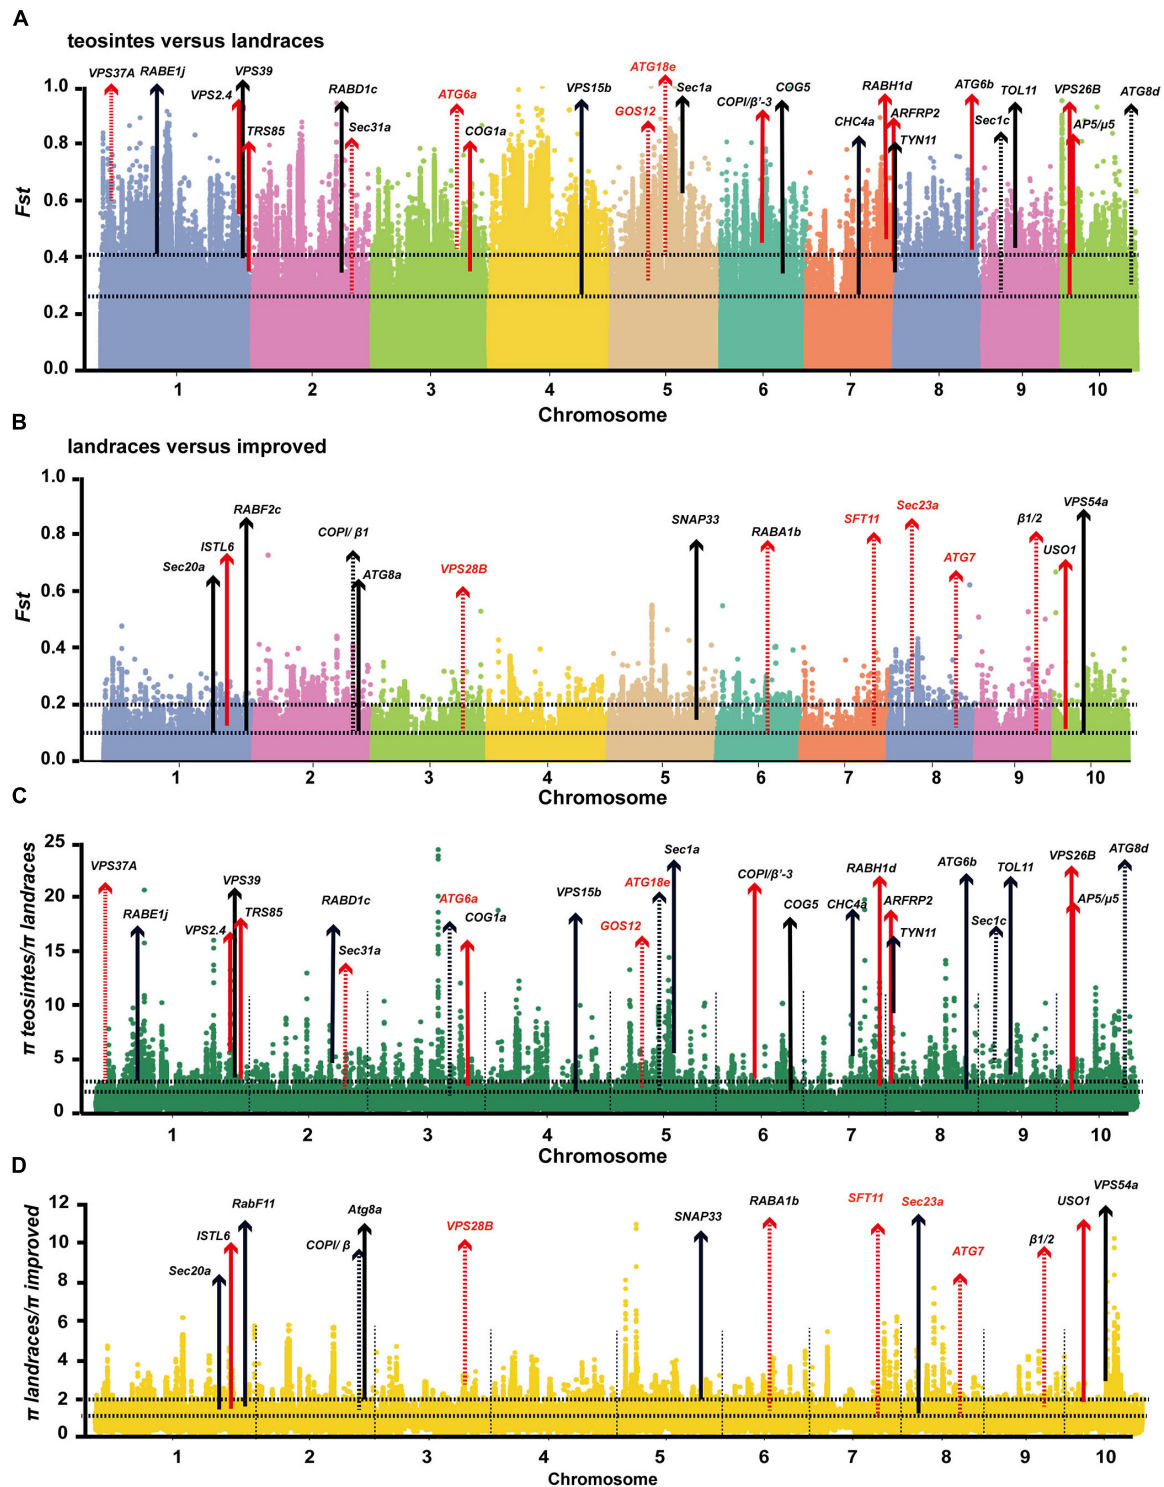 A
teosintes versus landraces
VPS37A RABE1j VPS39 ATG18e
VPS2.4 RABD1c ATG6a VPS15b Sec1a COG5 RABH1d ATG6b TOL11 VPS26B ATG8d
TRS85 Sec31a COG1a GOS12 COPI/β'-3 CHC4a ARFRP2 TYN11 Sec1c AP5/μ5
1.0
0.8
0.6
0.4
0.2
0.0
Fst
1 2 3 4 5 6 7 8 9 10
Chromosome
B
landraces versus improved
RABF2c VPS54a
ISTL6 COPI/ β1 SNAP33 RABA1b SFT11 Sec23a β1/2
Sec20a ATG8a VPS28B ATG7 USO1
1.0
0.8
0.6
0.4
0.2
0.0
Fst
1 2 3 4 5 6 7 8 9 10
Chromosome
C
VPS37A VPS39 Sec1a
RABE1j VPS2.4 TRS85 RABD1c ATG6a VPS15b ATG18e COPI/β'-3 RABH1d ATG6b TOL11 VPS26B ATG8d
Sec31a COG1a GOS12 COG5 CHC4a ARFRP2 TYN11 Sec1c AP5/μ5
25
20
15
10
5
0
π teosintes/π landraces
1 2 3 4 5 6 7 8 9 10
Chromosome
D
RabF11 Atg8a RABA1b SFT11 Sec23a USO1 VPS54a
ISTL6 COPI/ β VPS28B SNAP33 ATG7 β1/2
Sec20a
12
10
8
6
4
2
0
π landraces/π improved
1 2 3 4 5 6 7 8 9 10
Chromosome